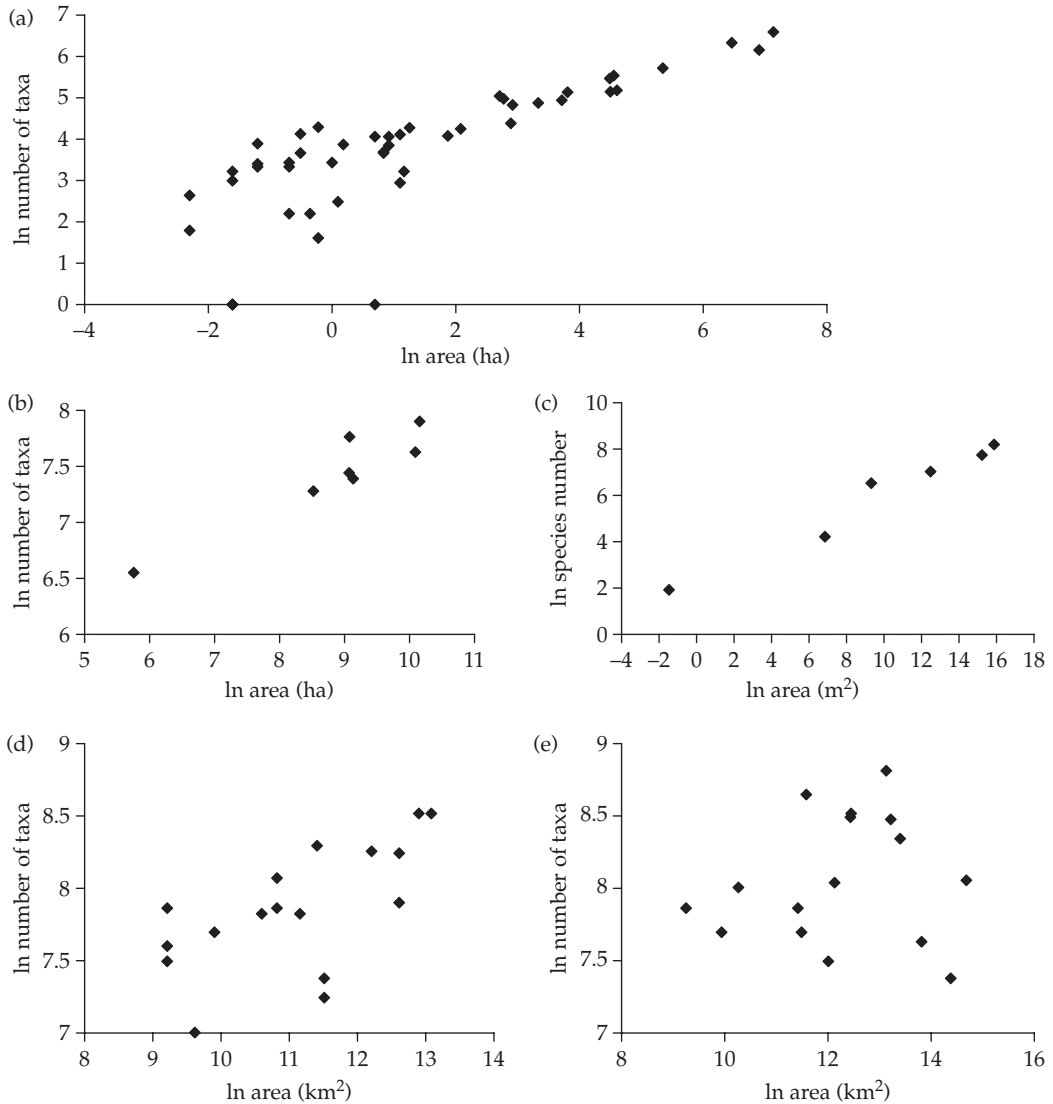 (a)
ln number of taxa
7
6
5
4
3
2
1
0
–4 –2 0 2 4 6 8
ln area (ha)
(b)
ln number of taxa
8
7.5
7
6.5
6
5 6 7 8 9 10 11
ln area (ha)
(c)
ln species number
10
8
6
4
2
0
–4 –2 0 2 4 6 8 10 12 14 16 18
ln area (m²)
(d)
ln number of taxa
9
8.5
8
7.5
7
8 9 10 11 12 13 14
ln area (km²)
(e)
ln number of taxa
9
8.5
8
7.5
7
8 10 12 14 16
ln area (km²)